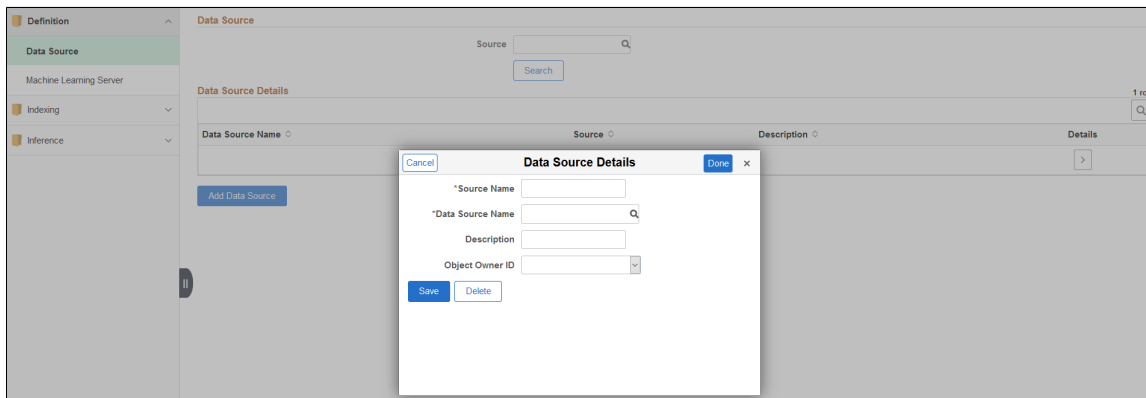 Definition
Data Source
Machine Learning Server
Indexing
Inference
Data Source
Source
Search
Data Source Details
1 ro
Data Source Name Source Description Details
Add Data Source
Cancel Data Source Details Done ×
*Source Name
*Data Source Name
Description
Object Owner ID
Save Delete